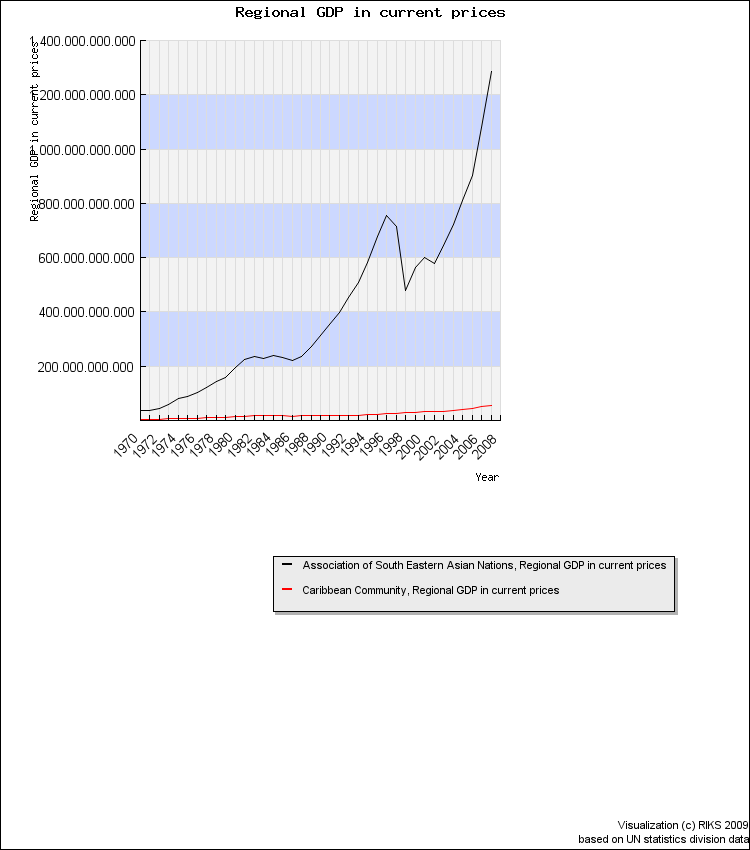 Regional GDP in current prices
1.400.000.000.000
1.200.000.000.000
1.000.000.000.000
800.000.000.000
600.000.000.000
400.000.000.000
200.000.000.000
Regional GDP in current prices
1970 1972 1974 1976 1978 1980 1982 1984 1986 1988 1990 1992 1994 1996 1998 2000 2002 2004 2006 2008
Year
Association of South Eastern Asian Nations, Regional GDP in current prices
Caribbean Community, Regional GDP in current prices
Visualization (c) RIKS 2009
based on UN statistics division data